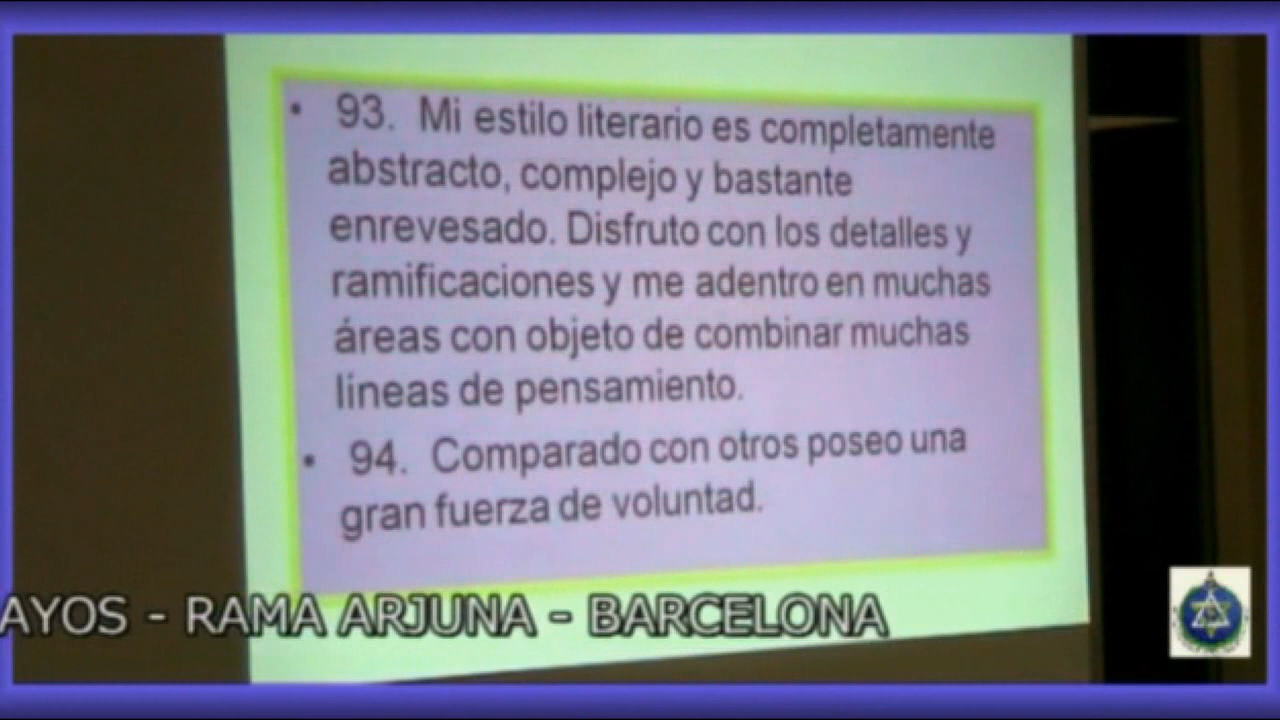 • 93. Mi estilo literario es completamente
abstracto, complejo y bastante
enrevesado. Disfruto con los detalles y
ramificaciones y me adentro en muchas
áreas con objeto de combinar muchas
líneas de pensamiento.
• 94. Comparado con otros poseo una
gran fuerza de voluntad.
AYOS - RAMA ARJUNA - BARCELONA